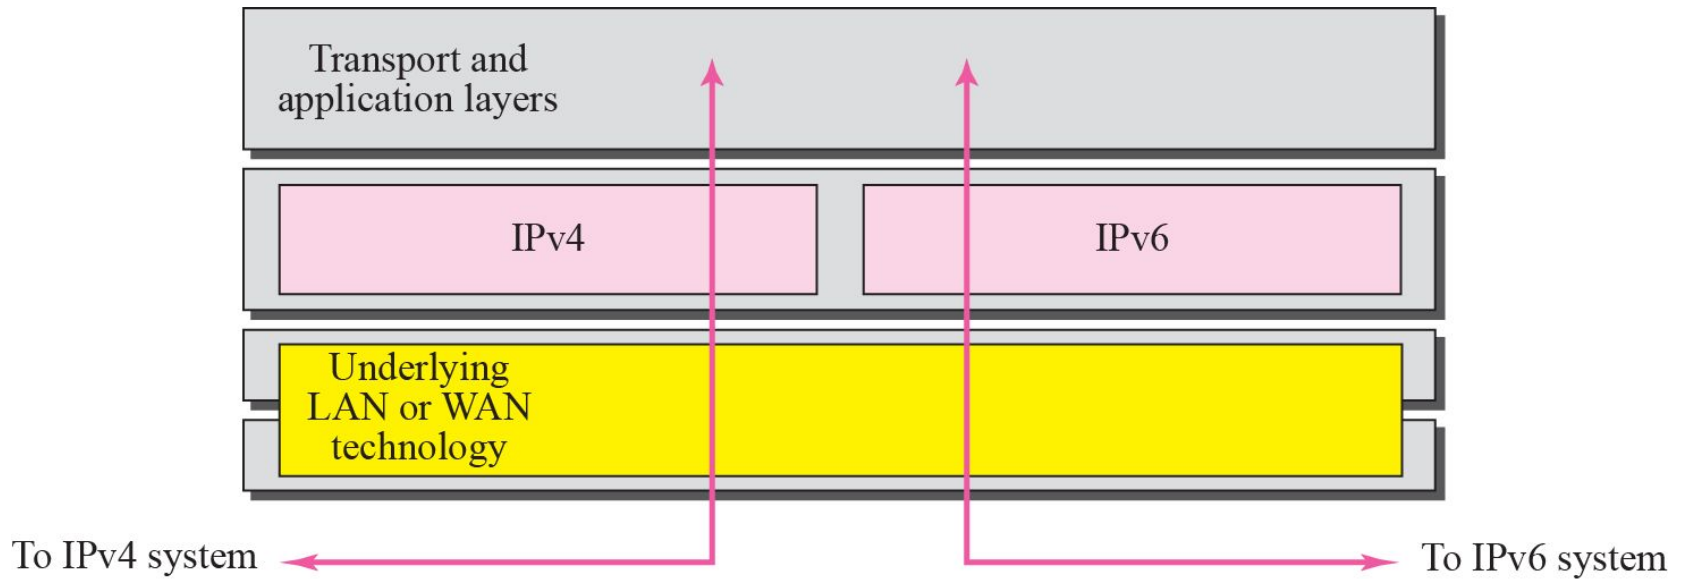 Transport and
application layers
IPv4
IPv6
Underlying
LAN or WAN
technology
To IPv4 system
To IPv6 system